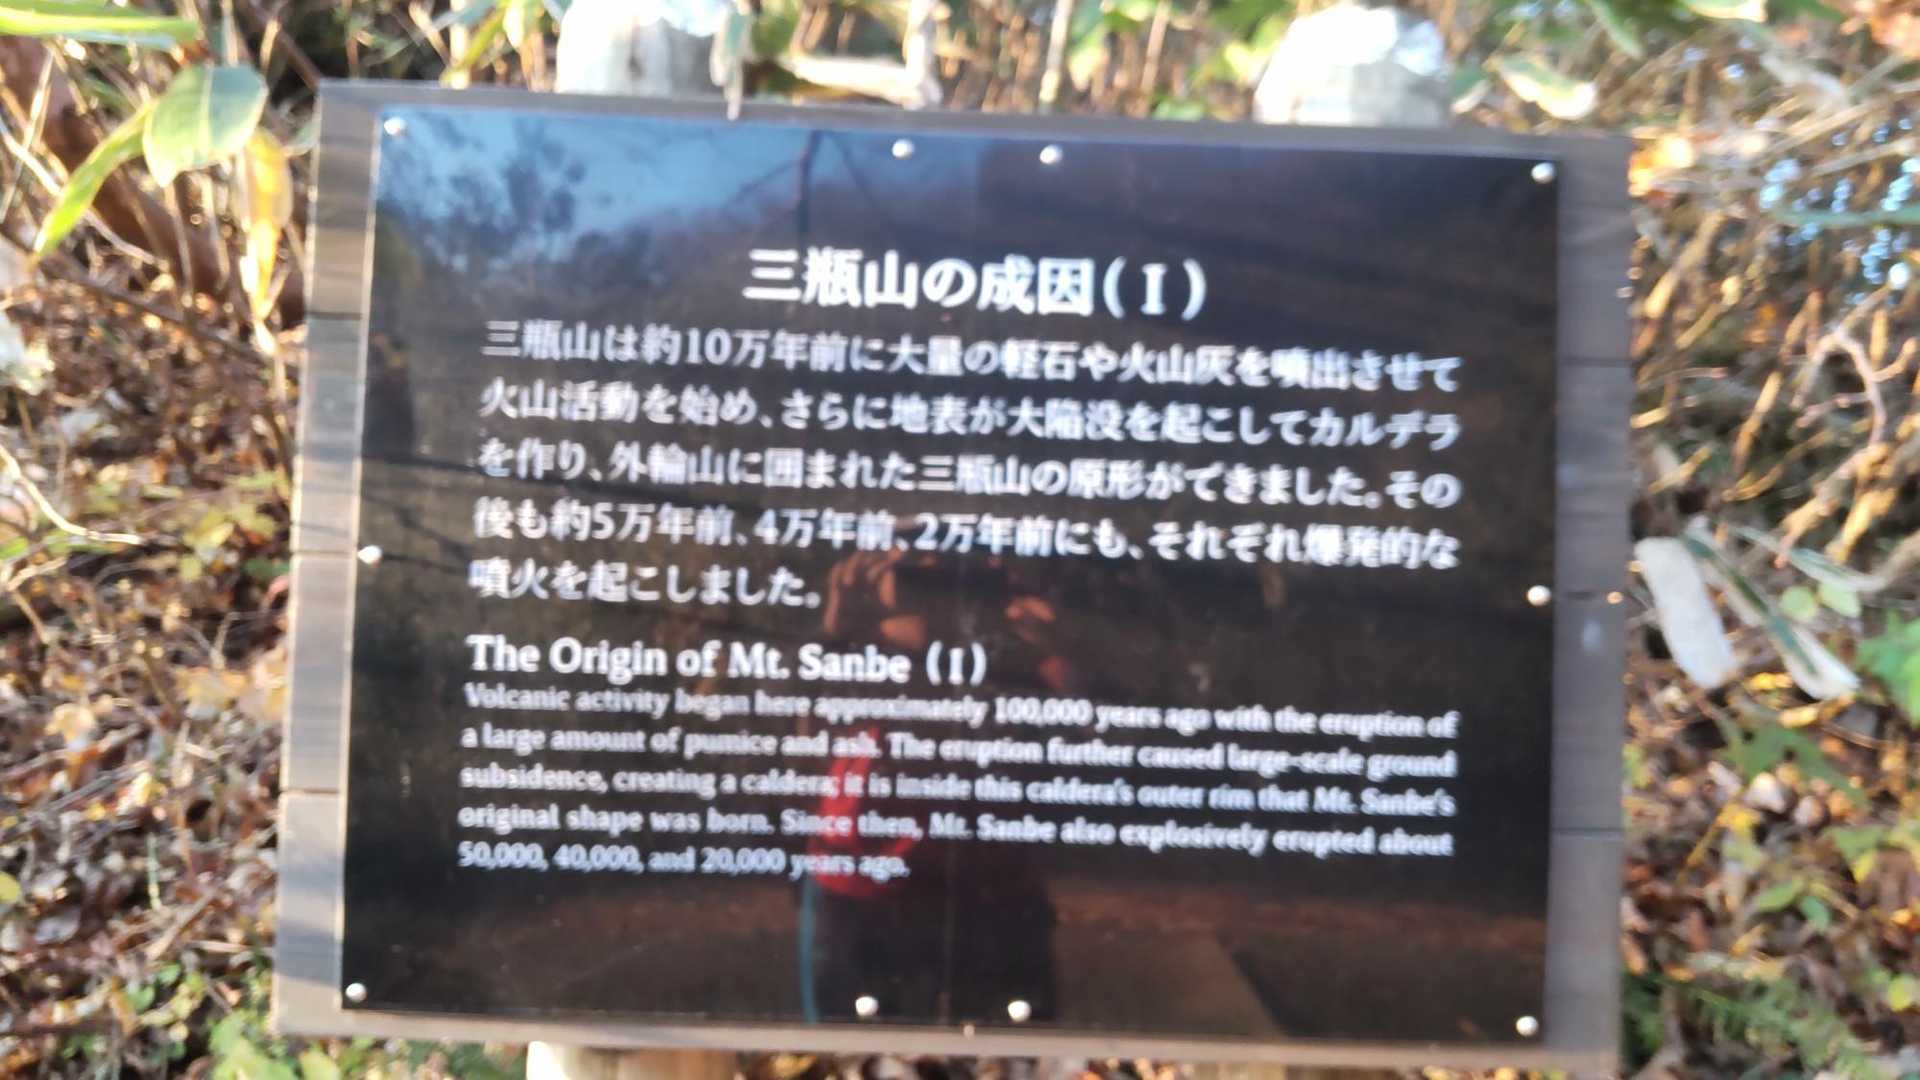 三瓶山の成因(I)
三瓶山は約10万年前に大量の軽石や火山灰を噴出させて
火山活動を始め、さらに地表が大陥没を起こしてカルデラ
を作り、外輪山に囲まれた三瓶山の原形ができました。その
後も約5万年前、4万年前、2万年前にも、それぞれ爆発的な
噴火を起こしました。
The Origin of Mt. Sanbe (I)
Volcanic activity began here approximately 100,000 years ago with the eruption of
a large amount of pumice and ash. The eruption further caused large-scale ground
subsidence, creating a caldera; it is inside this caldera's outer rim that Mt. Sanbe's
original shape was born. Since then, Mt. Sanbe also explosively erupted about
50,000, 40,000, and 20,000 years ago.